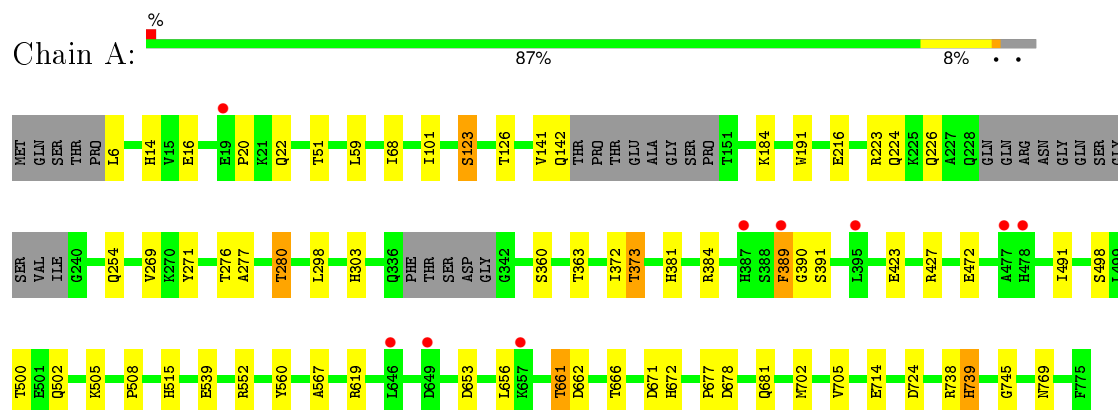 %
Chain A:
87% 8% • •
MET GLN SER THR PRO L6 H14 V15 E16 E19 P20 K21 Q22 T51 L59 I68 I101 S123 T126 V141 Q142 THR PRO THR GLU ALA GLY SER PRO T151 K184 W191 E216 R223 Q224 K225 Q226 A227 Q228 GLN GLN ARG ASN GLY GLN SER GLY
SER VAL ILE G240 Q254 V269 K270 Y271 T276 A277 T280 L298 H303 Q336 PHE THR SER ASP GLY G342 S360 T363 I372 T373 H381 R384 H387 S388 F389 G390 S391 L395 E423 R427 E472 A477 H478 I491 S498 L499
T500 E501 Q502 K505 P508 H515 E539 R552 Y560 A567 R619 L646 D649 D653 L656 K657 T661 D662 T666 D671 H672 P677 D678 Q681 M702 V705 E714 D724 R738 H739 G745 N769 F775